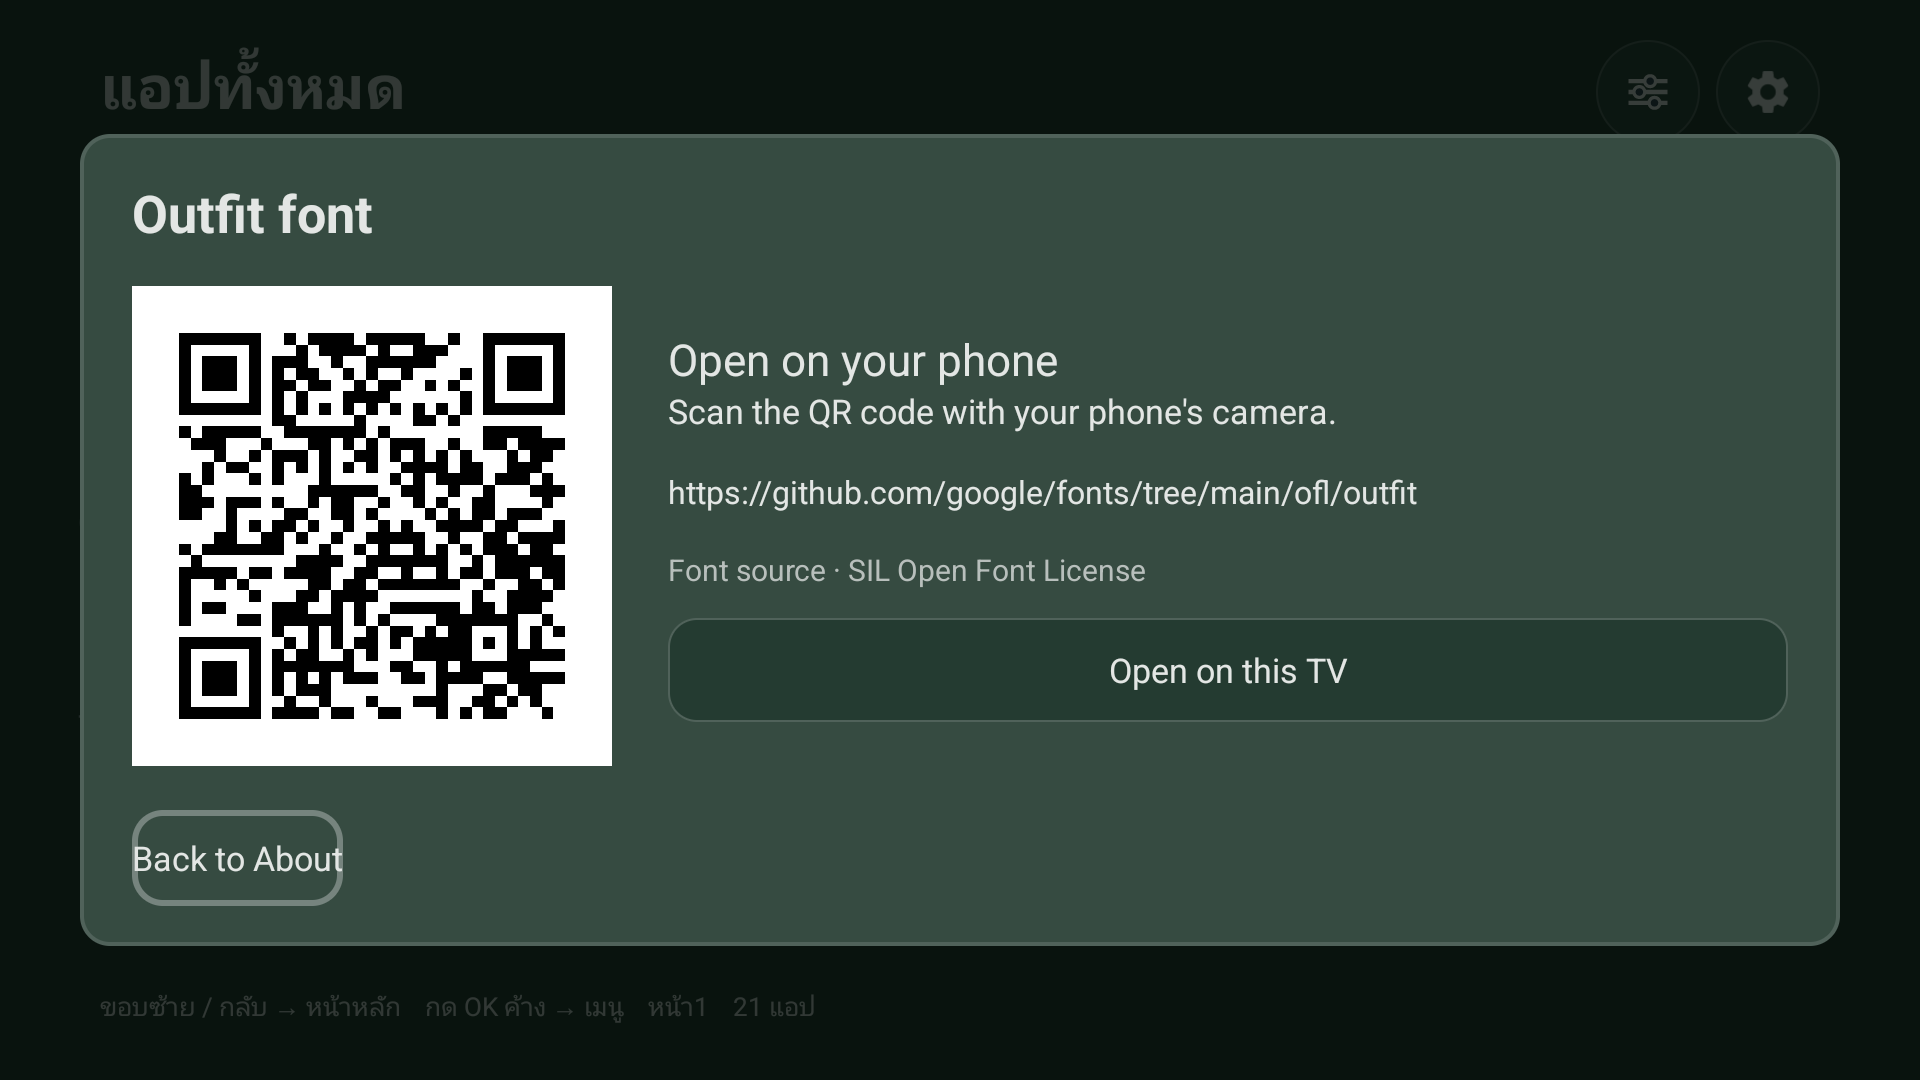 แอปทั้งหมด
Outfit font
Open on your phone
Scan the QR code with your phone's camera.
https://github.com/google/fonts/tree/main/ofl/outfit
Font source · SIL Open Font License
Open on this TV
Back to About
ขอบซ้าย / กลับ → หน้าหลัก กด OK ค้าง → เมนู หน้า1 21 แอป